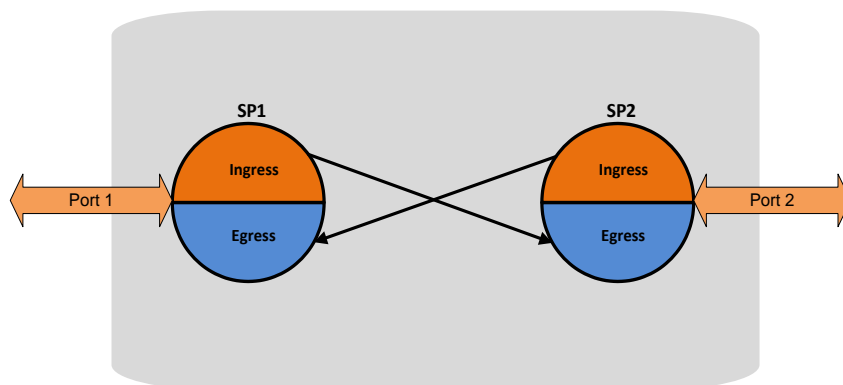 SP1
SP2
Ingress
Ingress
Port 1
Port 2
Egress
Egress